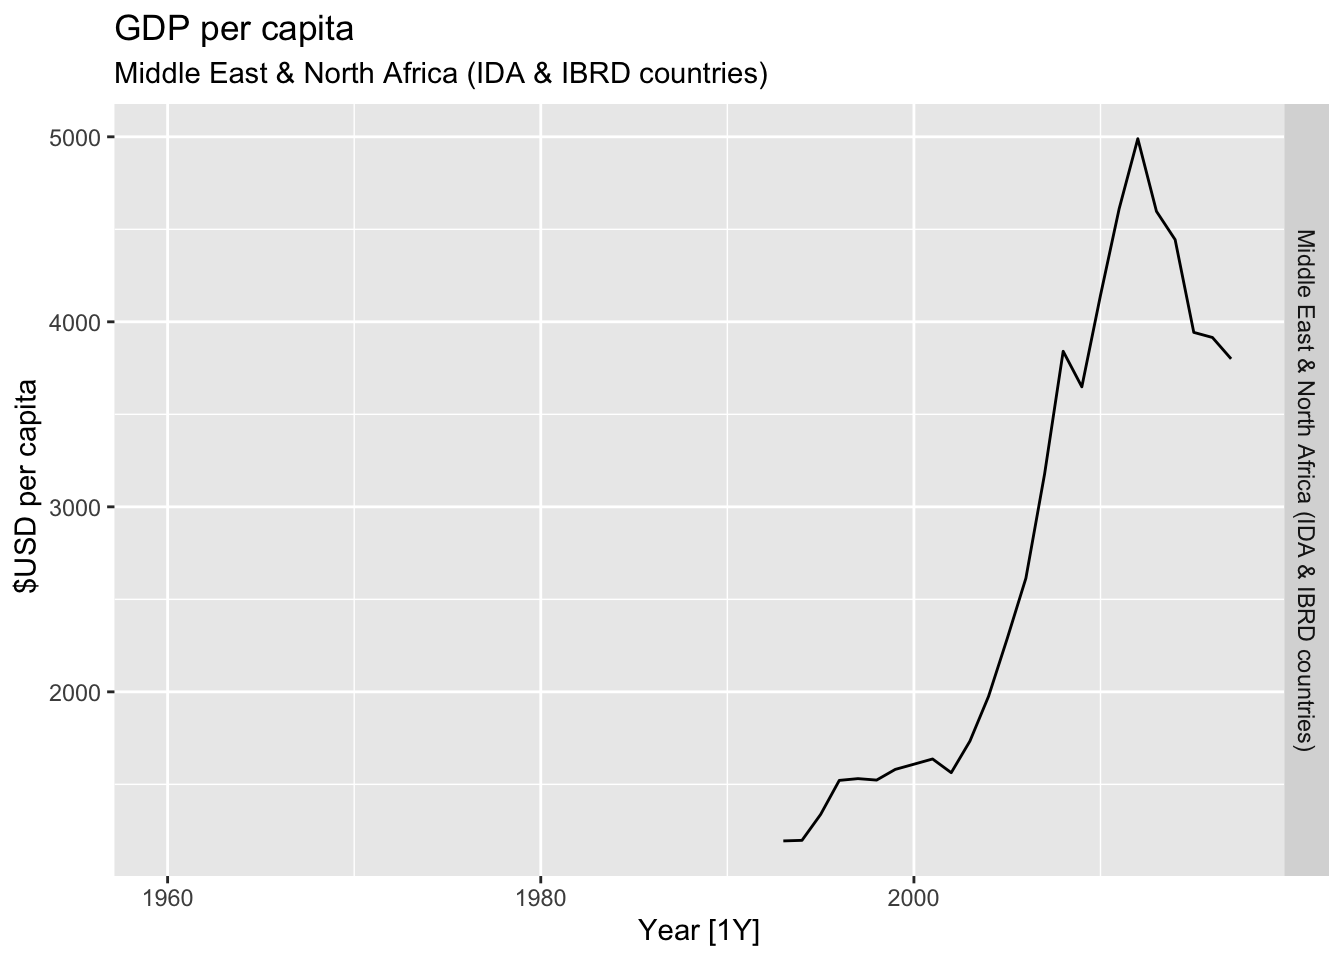 GDP per capita
Middle East & North Africa (IDA & IBRD countries)
5000
4000
3000
2000
$USD per capita
Middle East & North Africa (IDA & IBRD countries)
1960
1980
2000
Year [1Y]